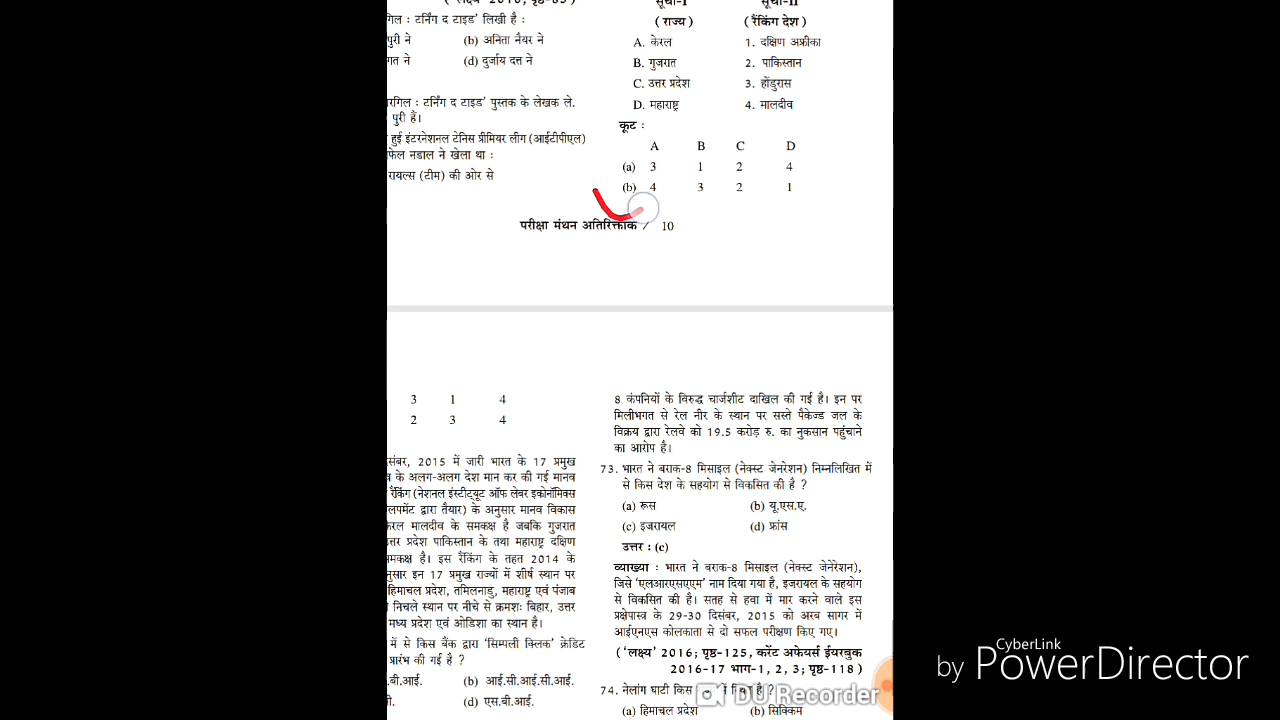 ('लक्ष्य' 2016, पृष्ठ-65)
गिल : टर्निंग द टाइड' लिखी है :
पुरी ने (b) अनिता नैयर ने
गत ने (d) दुर्जाय दत्त ने
रगिल : टर्निंग द टाइड' पुस्तक के लेखक ले.
पुरी हैं।
हुई इंटरनेशनल टेनिस प्रीमियर लीग (आईटीपीएल)
फेल नडाल ने खेला था :
रायल्स (टीम) की ओर से
सूची-I सूची-II
(राज्य) (रैंकिंग देश)
A. केरल 1. दक्षिण अफ्रीका
B. गुजरात 2. पाकिस्तान
C. उत्तर प्रदेश 3. होंडुरास
D. महाराष्ट्र 4. मालदीव
कूट :
A B C D
(a) 3 1 2 4
(b) 4 3 2 1
परीक्षा मंथन अतिरिक्तांक / 10
3 1 4
2 3 4
संबर, 2015 में जारी भारत के 17 प्रमुख
के अलग-अलग देश मान कर की गई मानव
रैंकिंग (नेशनल इंस्टीट्यूट ऑफ लेबर इकोनॉमिक्स
लपमेंट द्वारा तैयार) के अनुसार मानव विकास
केरल मालदीव के समकक्ष है जबकि गुजरात
उत्तर प्रदेश पाकिस्तान के तथा महाराष्ट्र दक्षिण
समकक्ष है। इस रैंकिंग के तहत 2014 के
नुसार इन 17 प्रमुख राज्यों में शीर्ष स्थान पर
हिमाचल प्रदेश, तमिलनाडु, महाराष्ट्र एवं पंजाब
निचले स्थान पर नीचे से क्रमशः बिहार, उत्तर
मध्य प्रदेश एवं ओडिशा का स्थान है।
में से किस बैंक द्वारा 'सिम्पली क्लिक' क्रेडिट
प्रारंभ की गई है ?
.बी.आई. (b) आई.सी.आई.सी.आई.
ी. (d) एस.बी.आई.
8 कंपनियों के विरुद्ध चार्जशीट दाखिल की गई है। इन पर
मिलीभगत से रेल नीर के स्थान पर सस्ते पैकेज्ड जल के
विक्रय द्वारा रेलवे को 19.5 करोड़ रु. का नुकसान पहुंचाने
का आरोप है।
73. भारत ने बराक-8 मिसाइल (नेक्स्ट जेनरेशन) निम्नलिखित में
से किस देश के सहयोग से विकसित की है ?
(a) रूस (b) यू.एस.ए.
(c) इजरायल (d) फ्रांस
उत्तर : (c)
व्याख्या : भारत ने बराक-8 मिसाइल (नेक्स्ट जेनेरेशन),
जिसे 'एलआरएसएएम' नाम दिया गया है, इजरायल के सहयोग
से विकसित की है। सतह से हवा में मार करने वाले इस
प्रक्षेपास्त्र के 29-30 दिसंबर, 2015 को अरब सागर में
आईएनएस कोलकाता से दो सफल परीक्षण किए गए।
('लक्ष्य' 2016; पृष्ठ-125, करेंट अफेयर्स ईयरबुक
2016-17 भाग-1, 2, 3; पृष्ठ-118)
74. नेलांग घाटी किस है ?
(a) हिमाचल प्रदेश (b) सिक्किम
DU Recorder
CyberLink
by PowerDirector